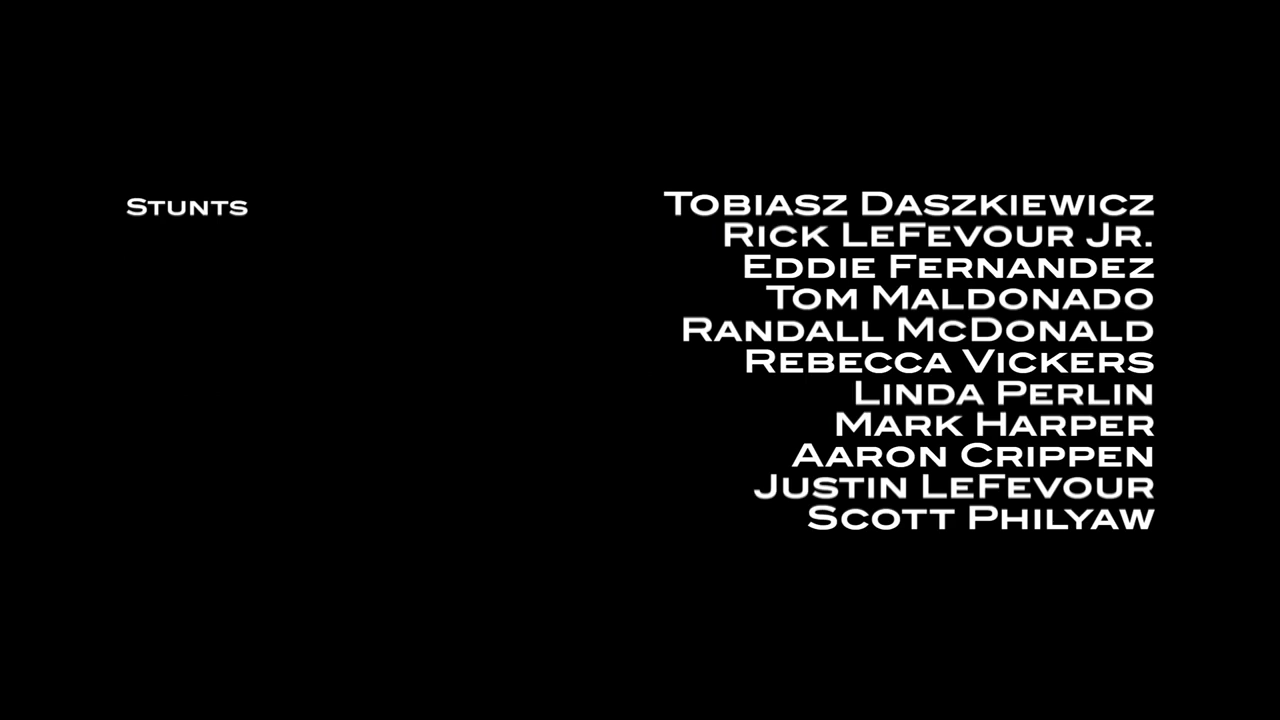 Stunts
Tobiasz Daszkiewicz
Rick LeFevour Jr.
Eddie Fernandez
Tom Maldonado
Randall McDonald
Rebecca Vickers
Linda Perlin
Mark Harper
Aaron Crippen
Justin LeFevour
Scott Philyaw